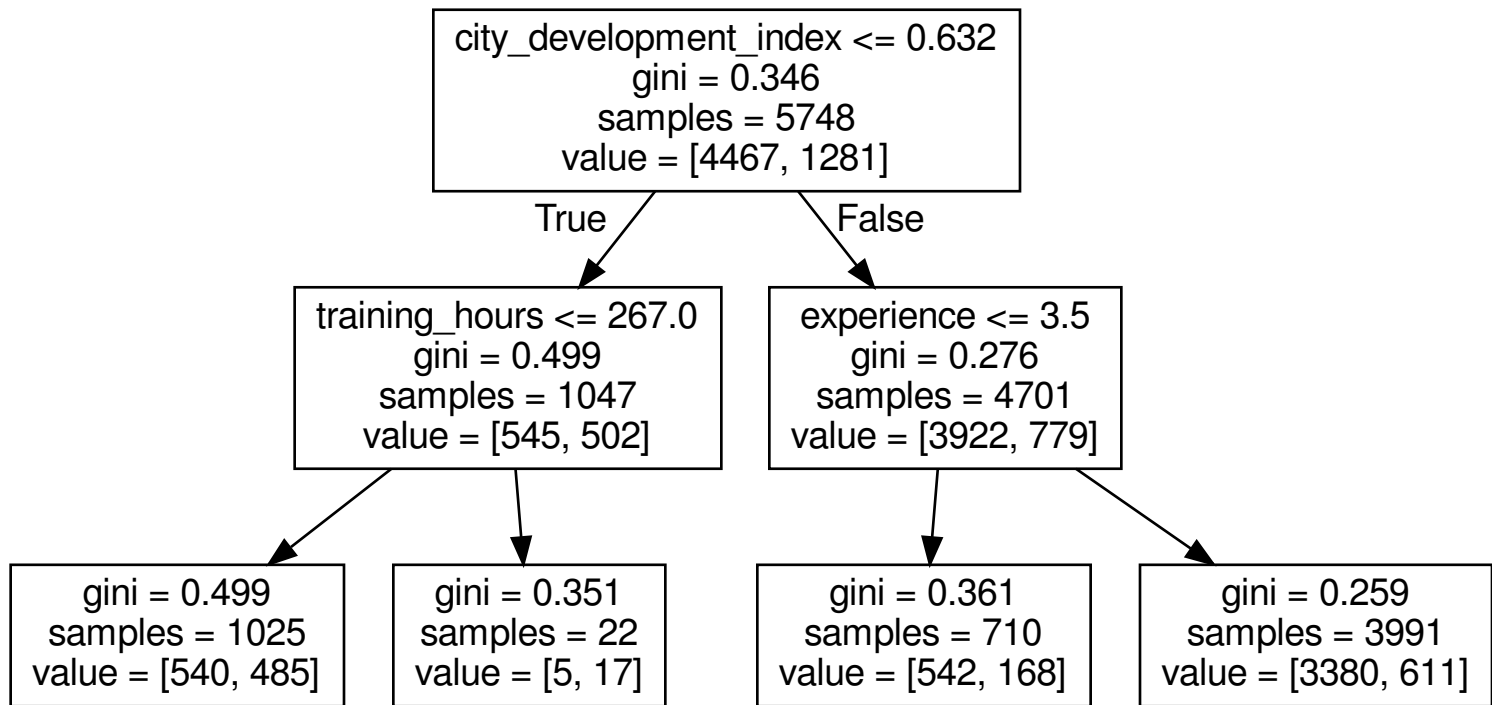 city_development_index <= 0.632
gini = 0.346
samples = 5748
value = [4467, 1281]
True
False
training_hours <= 267.0
gini = 0.499
samples = 1047
value = [545, 502]
experience <= 3.5
gini = 0.276
samples = 4701
value = [3922, 779]
gini = 0.499
samples = 1025
value = [540, 485]
gini = 0.351
samples = 22
value = [5, 17]
gini = 0.361
samples = 710
value = [542, 168]
gini = 0.259
samples = 3991
value = [3380, 611]